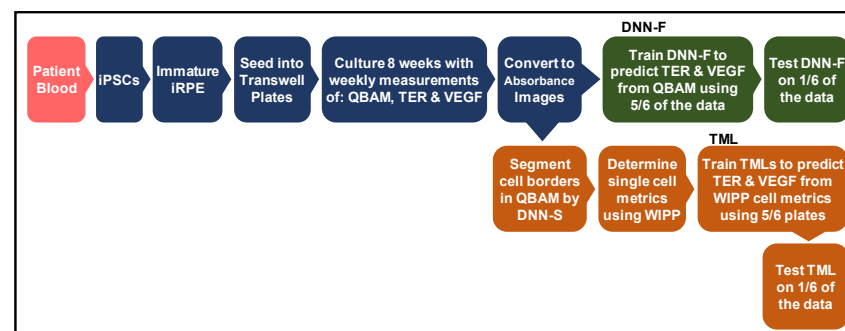 DNN-F
Patient
Blood
iPSCs
Immature
iRPE
Seed into
Transwell
Plates
Culture 8 weeks with
weekly measurements
of: QBAM, TER & VEGF
Convert to
Absorbance
Images
Train DNN-F to
predict TER & VEGF
from QBAM using
5/6 of the data
Test DNN-F
on 1/6 of
the data
TML
Segment
cell borders
in QBAM by
DNN-S
Determine
single cell
metrics
using WIPP
Train TMLs to predict
TER & VEGF from
WIPP cell metrics
using 5/6 plates
Test TML
on 1/6 of
the data